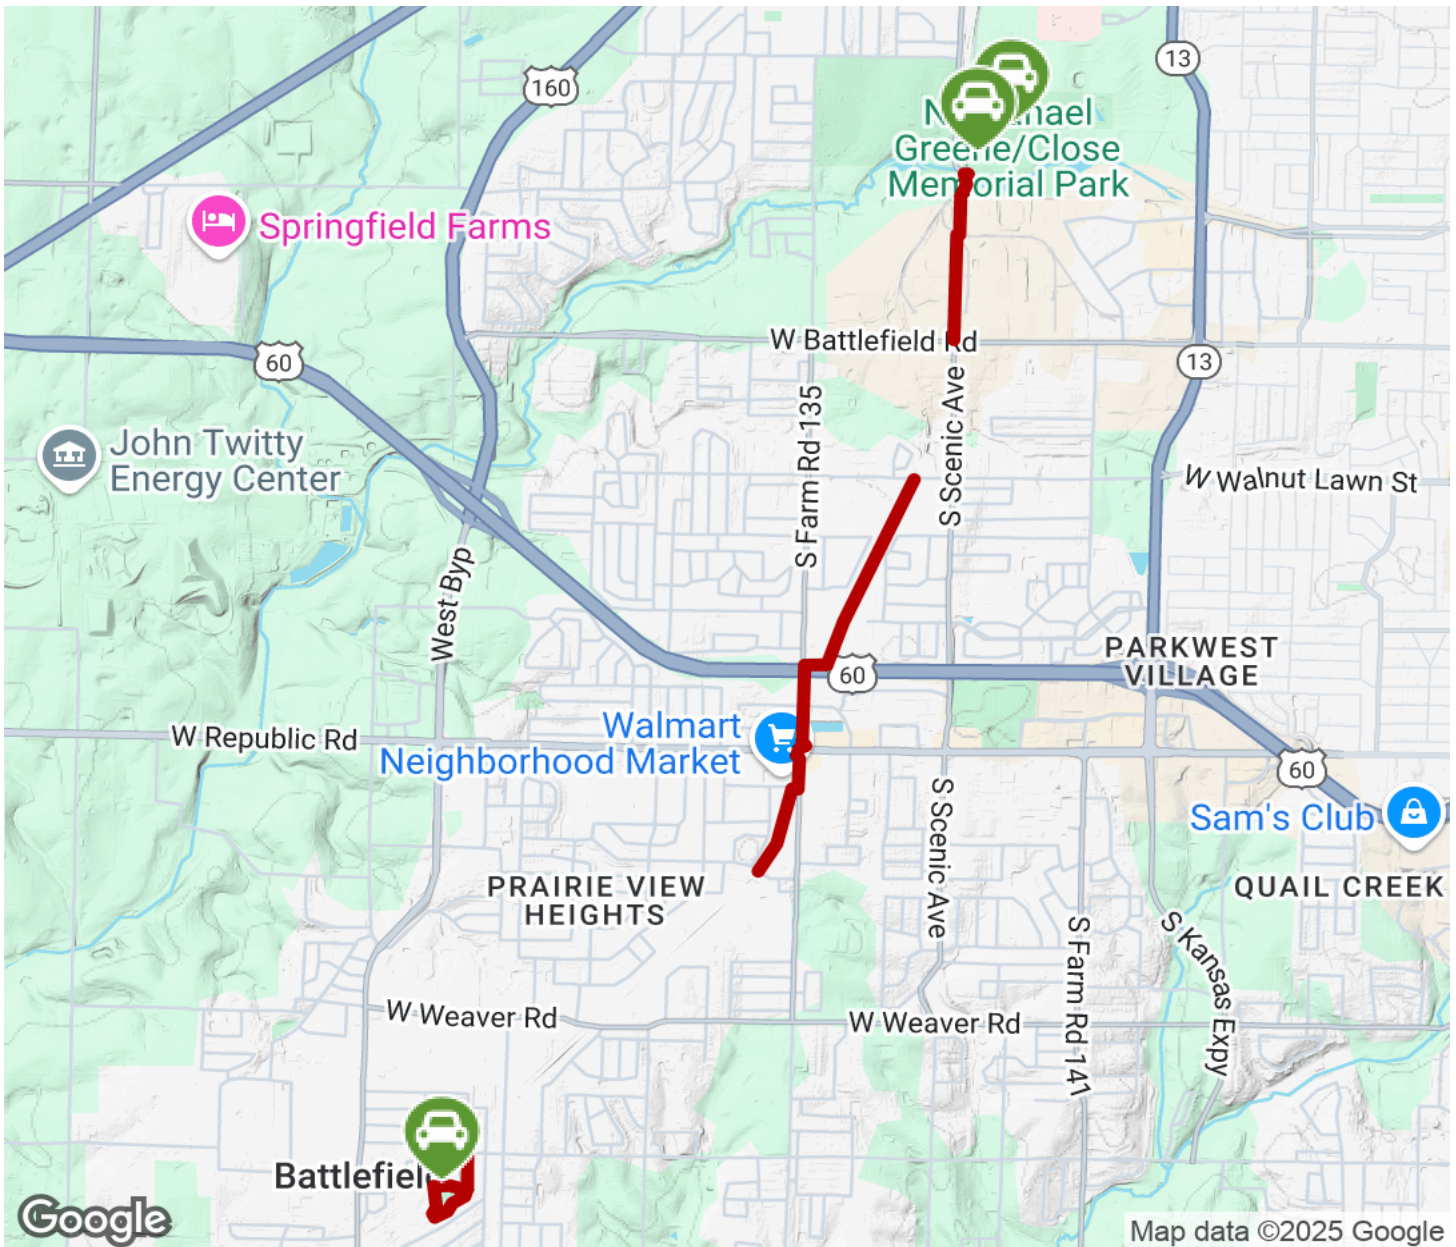 160
13
N hael
Greene/Close
Memorial Park
Springfield Farms
W Battlefield Rd
60
13
John Twitty
Energy Center
S Farm Rd 135
S Scenic Ave
W Walnut Lawn St
West Byp
PARKWEST
VILLAGE
60
W Republic Rd
Walmart
Neighborhood Market
60
S Scenic Ave
Sam's Club
PRAIRIE VIEW
HEIGHTS
QUAIL CREEK
S Farm Rd 141
S Kansas Expy
W Weaver Rd
W Weaver Rd
Battlefield
Google
Map data ©2025 Google